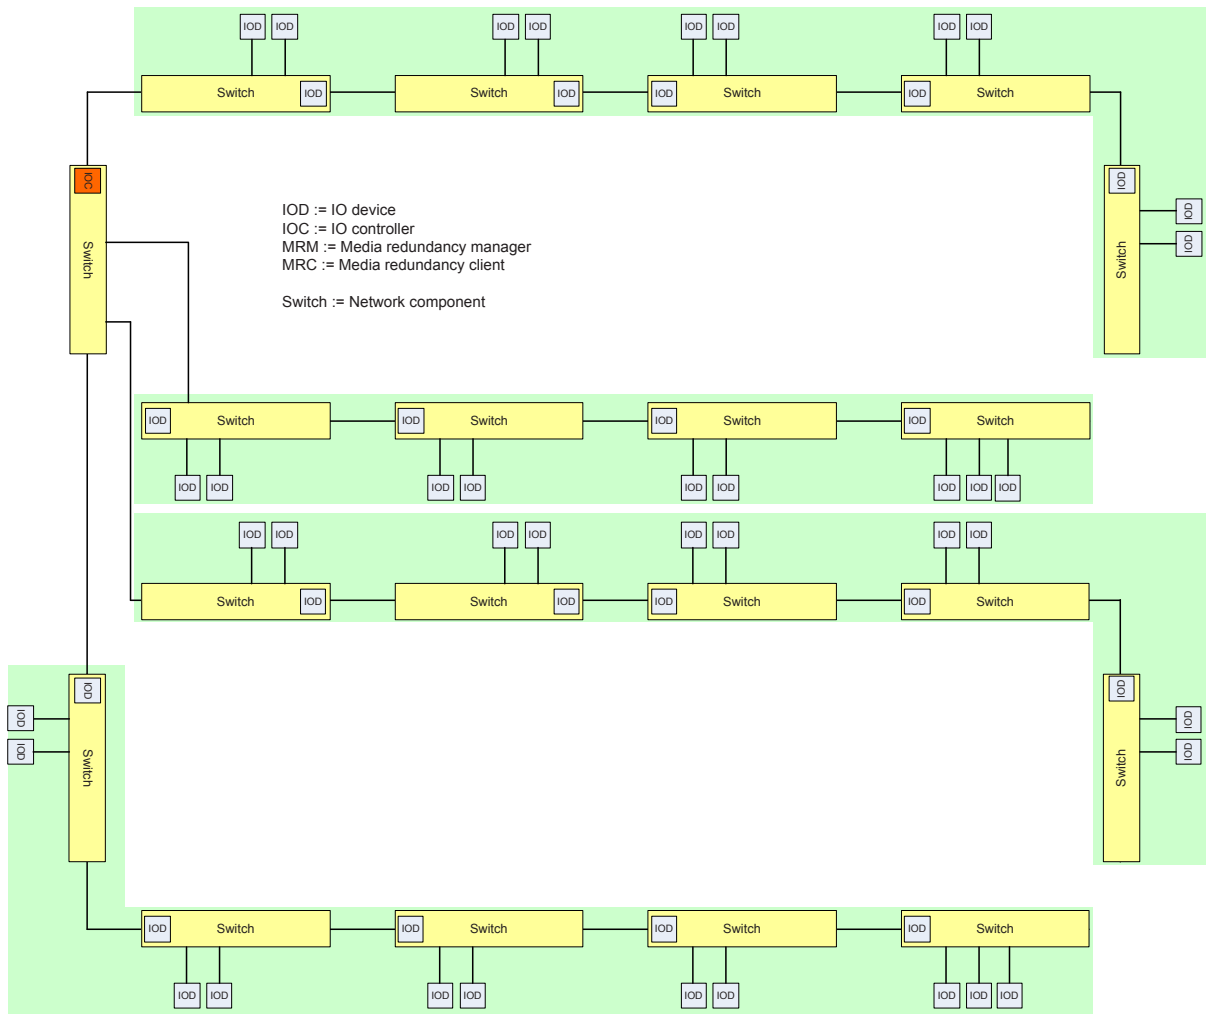 IOD IOD IOD IOD IOD IOD IOD IOD
Switch IOD Switch IOD IOD Switch IOD Switch
IOC
Switch
IOD
Switch
IOD
IOD
IOD := IO device
IOC := IO controller
MRM := Media redundancy manager
MRC := Media redundancy client
Switch := Network component
IOD Switch IOD Switch IOD Switch IOD Switch
IOD IOD IOD IOD IOD IOD IOD IOD IOD
IOD IOD IOD IOD IOD IOD IOD IOD
Switch IOD Switch IOD IOD Switch IOD Switch
IOD
Switch
IOD
IOD
IOD
Switch
IOD
IOD
IOD Switch IOD Switch IOD Switch IOD Switch
IOD IOD IOD IOD IOD IOD IOD IOD IOD